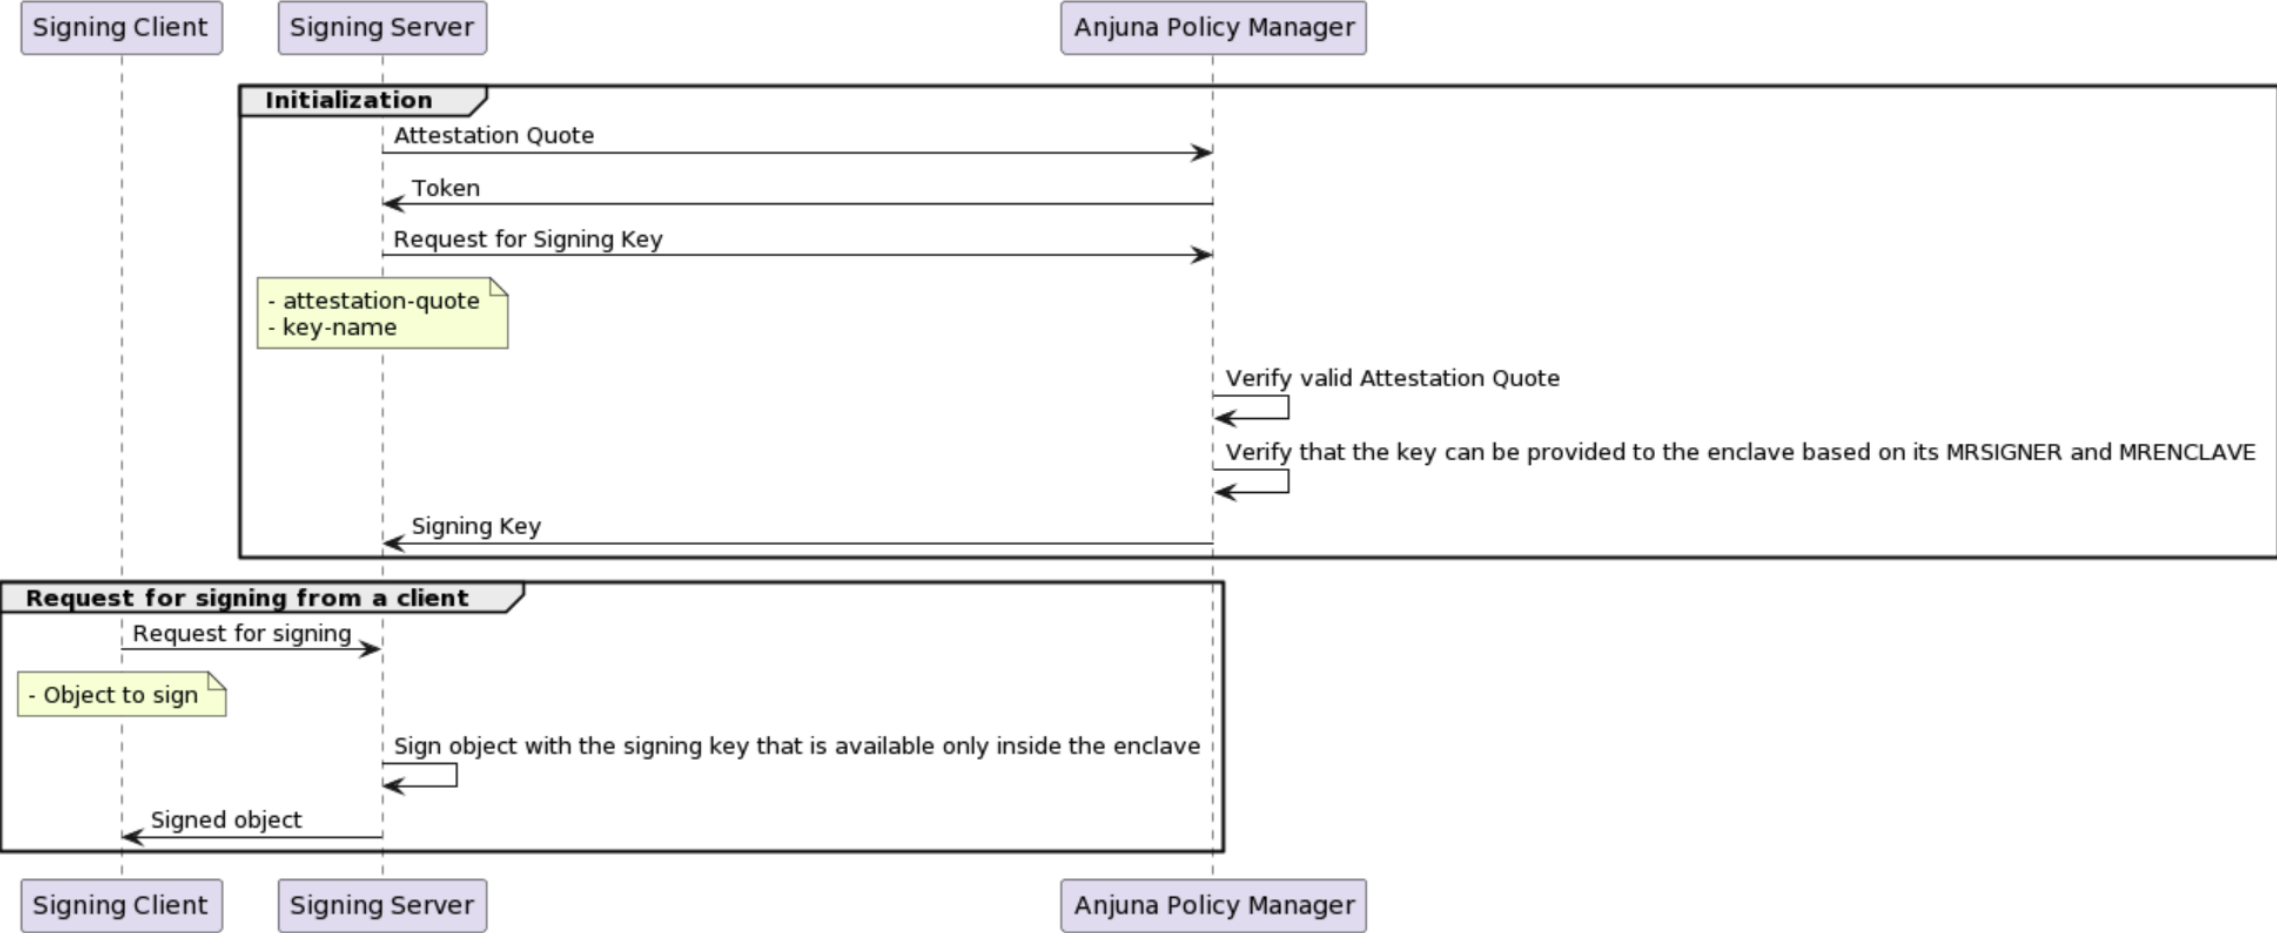 Signing Client
Signing Server
Anjuna Policy Manager
Initialization
Attestation Quote
Token
Request for Signing Key
- attestation-quote
- key-name
Verify valid Attestation Quote
Verify that the key can be provided to the enclave based on its MRSIGNER and MRENCLAVE
Signing Key
Request for signing from a client
Request for signing
- Object to sign
Sign object with the signing key that is available only inside the enclave
Signed object
Signing Client
Signing Server
Anjuna Policy Manager